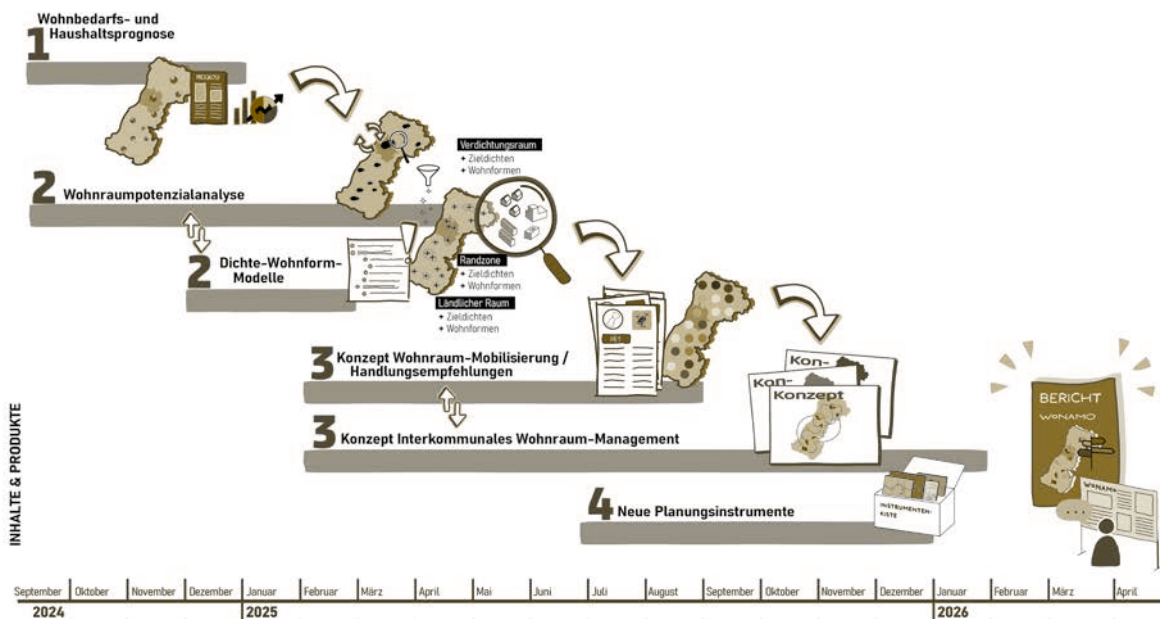 1 Wohnbedarfs- und
Haushaltsprognose
2 Wohnraumpotenzialanalyse
Verdichtungsraum
+ Zieldichten
+ Wohnformen
2 Dichte-Wohnform-
Modelle
Randzone
+ Zieldichten
+ Wohnformen
Ländlicher Raum
+ Zieldichten
+ Wohnformen
3 Konzept Wohnraum-Mobilisierung /
Handlungsempfehlungen
Kon-
Kon-
Konzept
3 Konzept Interkommunales Wohnraum-Management
4 Neue Planungsinstrumente
INSTRUMENTEN-
KISTE
BERICHT
WONAMO
WONAMO
INHALTE & PRODUKTE
September Oktober November Dezember Januar Februar März April Mai Juni Juli August September Oktober November Dezember Januar Februar März April
2024 2025 2026